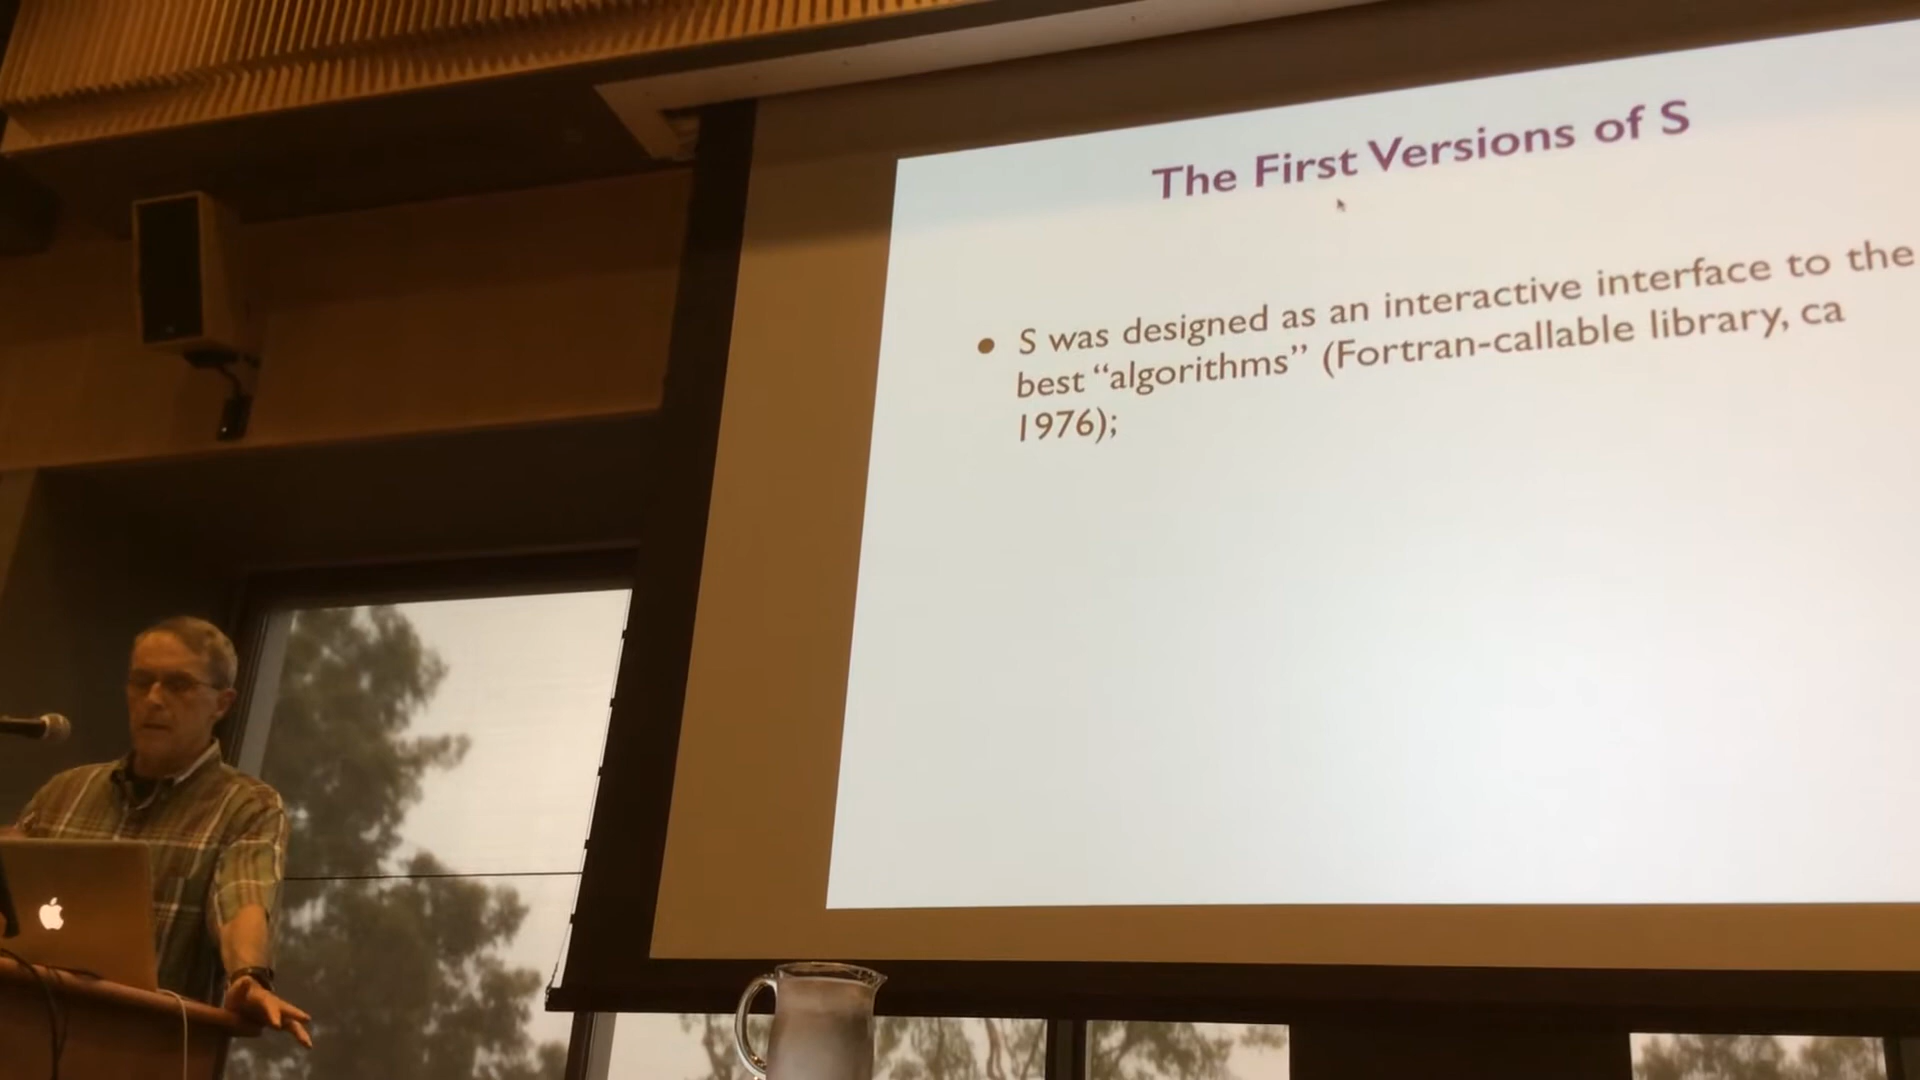 The First Versions of S
• S was designed as an interactive interface to the
best “algorithms” (Fortran-callable library, ca
1976);